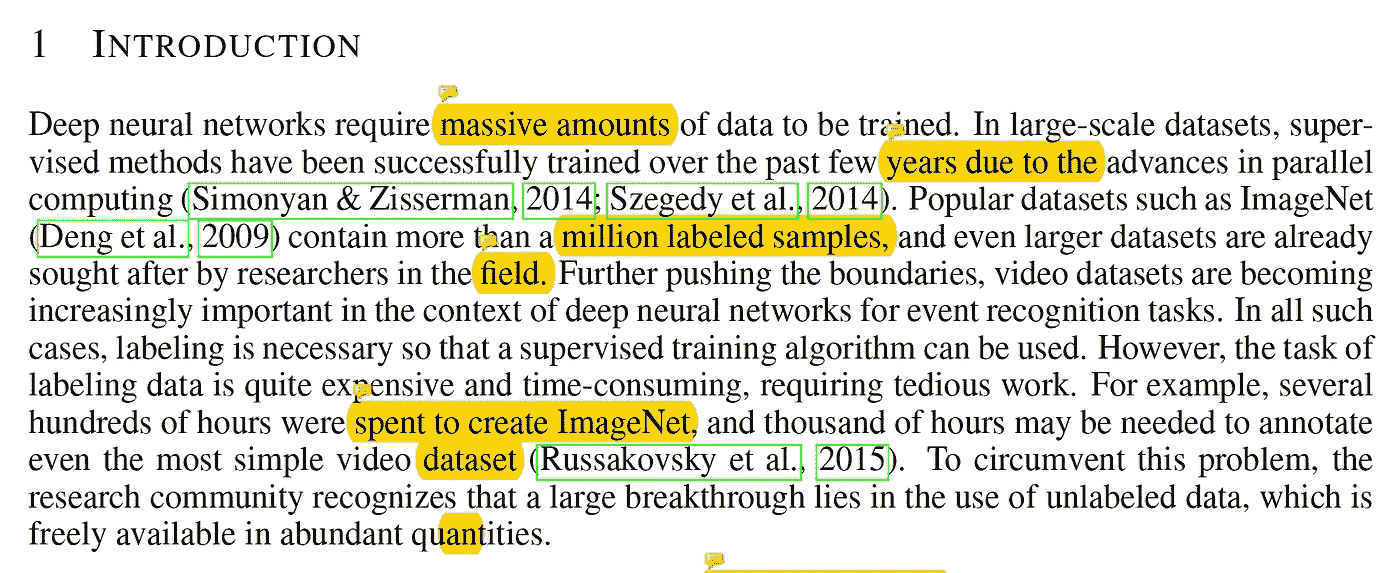 1 INTRODUCTION
Deep neural networks require massive amounts of data to be trained. In large-scale datasets, super-
vised methods have been successfully trained over the past few years due to the advances in parallel
computing (Simonyan & Zisserman, 2014; Szegedy et al., 2014). Popular datasets such as ImageNet
(Deng et al., 2009) contain more than a million labeled samples, and even larger datasets are already
sought after by researchers in the field. Further pushing the boundaries, video datasets are becoming
increasingly important in the context of deep neural networks for event recognition tasks. In all such
cases, labeling is necessary so that a supervised training algorithm can be used. However, the task of
labeling data is quite expensive and time-consuming, requiring tedious work. For example, several
hundreds of hours were spent to create ImageNet, and thousand of hours may be needed to annotate
even the most simple video dataset (Russakovsky et al., 2015). To circumvent this problem, the
research community recognizes that a large breakthrough lies in the use of unlabeled data, which is
freely available in abundant quantities.